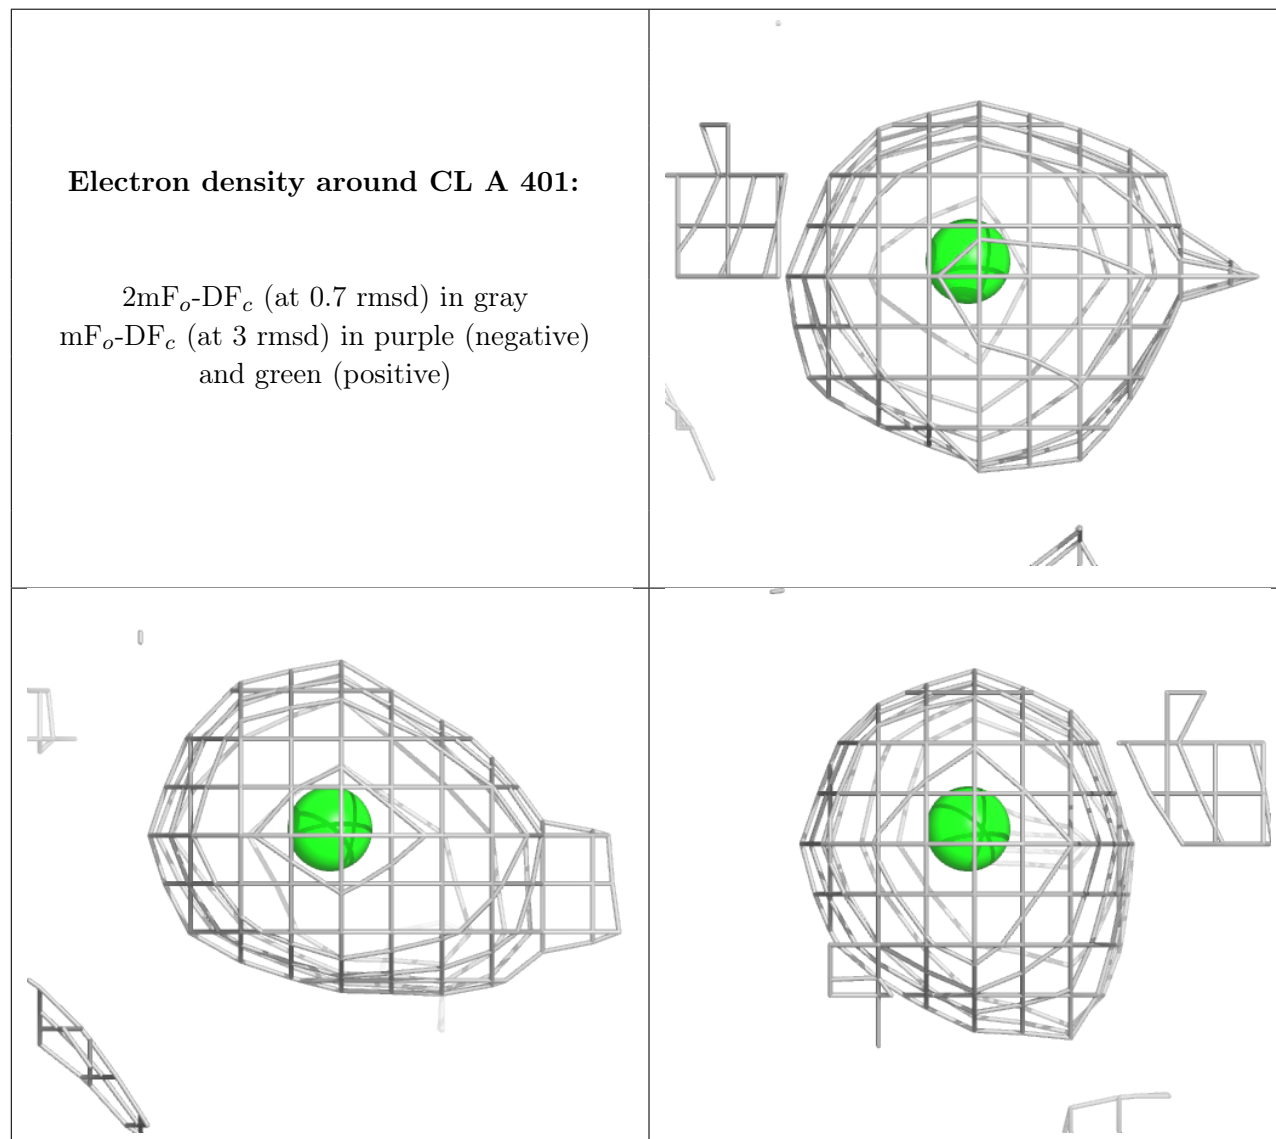 Electron density around CL A 401:
2mFo-DFc (at 0.7 rmsd) in gray
mFo-DFc (at 3 rmsd) in purple (negative)
and green (positive)